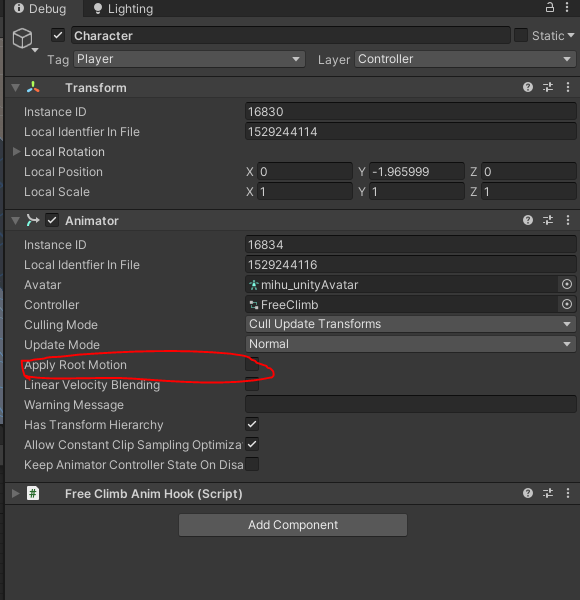 Debug Lighting
Character Static
Tag Player Layer Controller
Transform
Instance ID 16830
Local Identfier In File 1529244114
Local Rotation
Local Position X 0 Y -1.965999 Z 0
Local Scale X 1 Y 1 Z 1
Animator
Instance ID 16834
Local Identfier In File 1529244116
Avatar mihu_unityAvatar
Controller FreeClimb
Culling Mode Cull Update Transforms
Update Mode Normal
Apply Root Motion
Linear Velocity Blending
Warning Message
Has Transform Hierarchy
Allow Constant Clip Sampling Optimiza
Keep Animator Controller State On Disa
# Free Climb Anim Hook (Script)
Add Component